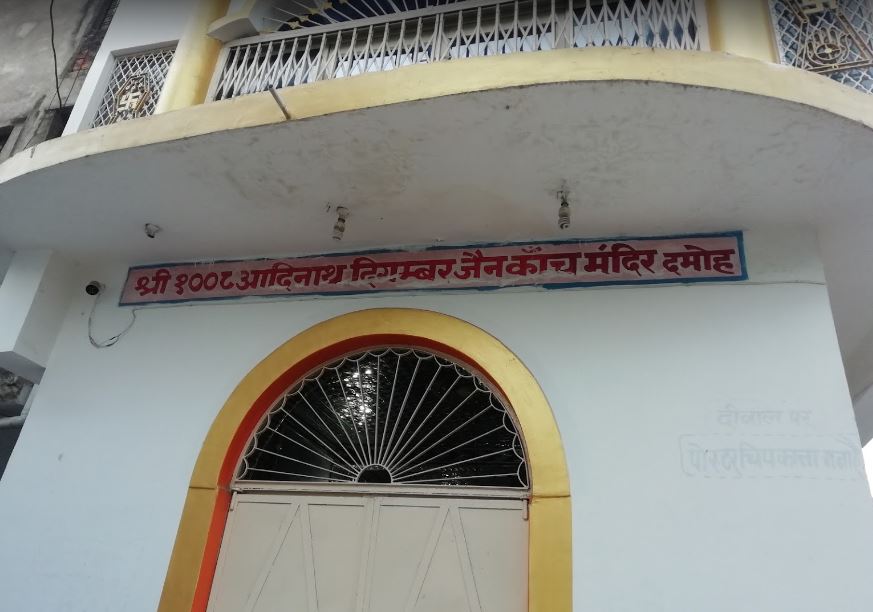 श्री १००८ आदिनाथ दिगम्बर जैन काँच मंदिर दमोह
दीवाल पर